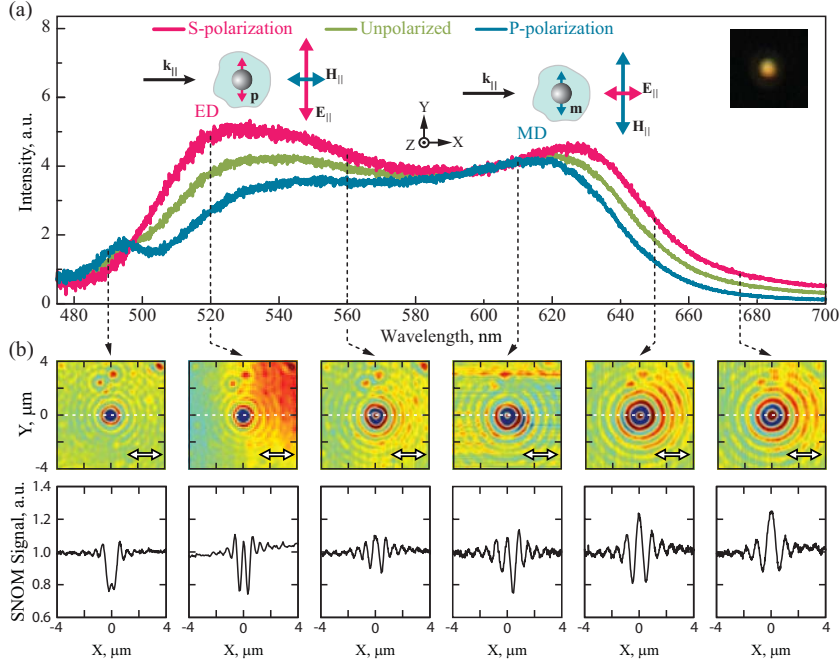 (a)
S-polarization Unpolarized P-polarization
k||
p
H||
E||
ED
k||
m
E||
H||
MD
Y
Z X
Intensity, a.u.
8
6
4
2
0
480 500 520 540 560 580 600 620 640 660 680 700
Wavelength, nm
(b)
Y, μm
4
0
-4
SNOM Signal, a.u.
1.4
1.2
1.0
0.8
0.6
-4 0 4 -4 0 4 -4 0 4 -4 0 4 -4 0 4 -4 0 4
X, μm X, μm X, μm X, μm X, μm X, μm